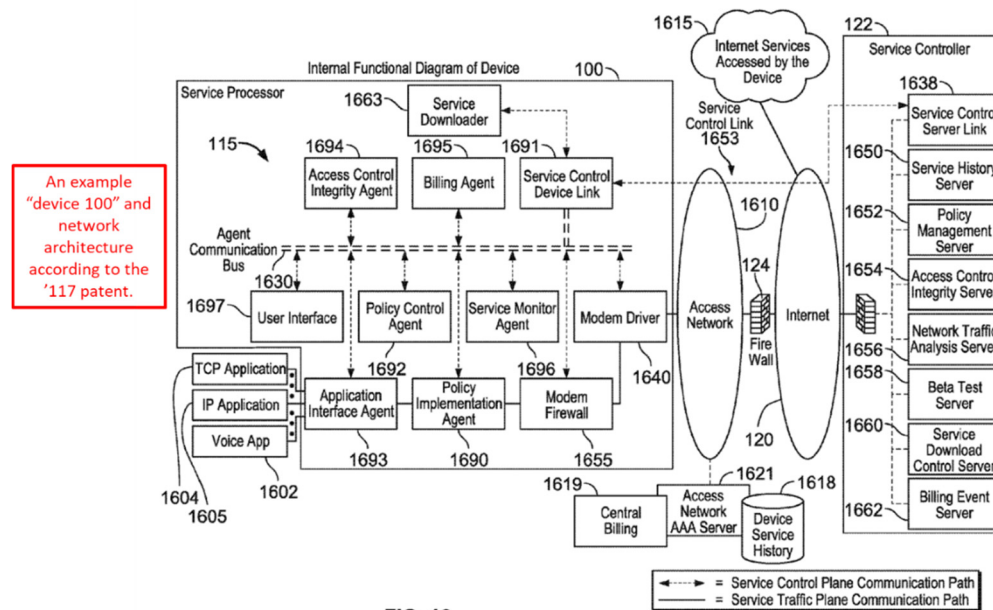 1615
Internet Services
Accessed by the
Device
122
Service Controller
Internal Functional Diagram of Device
100
Service Processor
1663
Service
Downloader
Service
Control Link
1653
1638
Service Control
Server Link
115
1694
Access Control
Integrity Agent
1695
Billing Agent
1691
Service Control
Device Link
1650
Service History
Server
An example
“device 100” and
network
architecture
according to the
’117 patent.
1610
1652
Policy
Management
Server
Agent
Communication
Bus
1630
124
1654
Access Control
Integrity Server
1697
User Interface
Policy Control
Agent
1692
Service Monitor
Agent
1696
Modem Driver
1640
Access
Network
Fire
Wall
Internet
Network Traffic
Analysis Server
1656
1658
Beta Test
Server
TCP Application
IP Application
Voice App
1604
1605
1602
Application
Interface Agent
1693
Policy
Implementation
Agent
1690
Modem
Firewall
1655
120
1660
Service
Download
Control Server
1662
Billing Event
Server
1619
Central
Billing
1621
Access
Network
AAA Server
1618
Device
Service
History
= Service Control Plane Communication Path
= Service Traffic Plane Communication Path